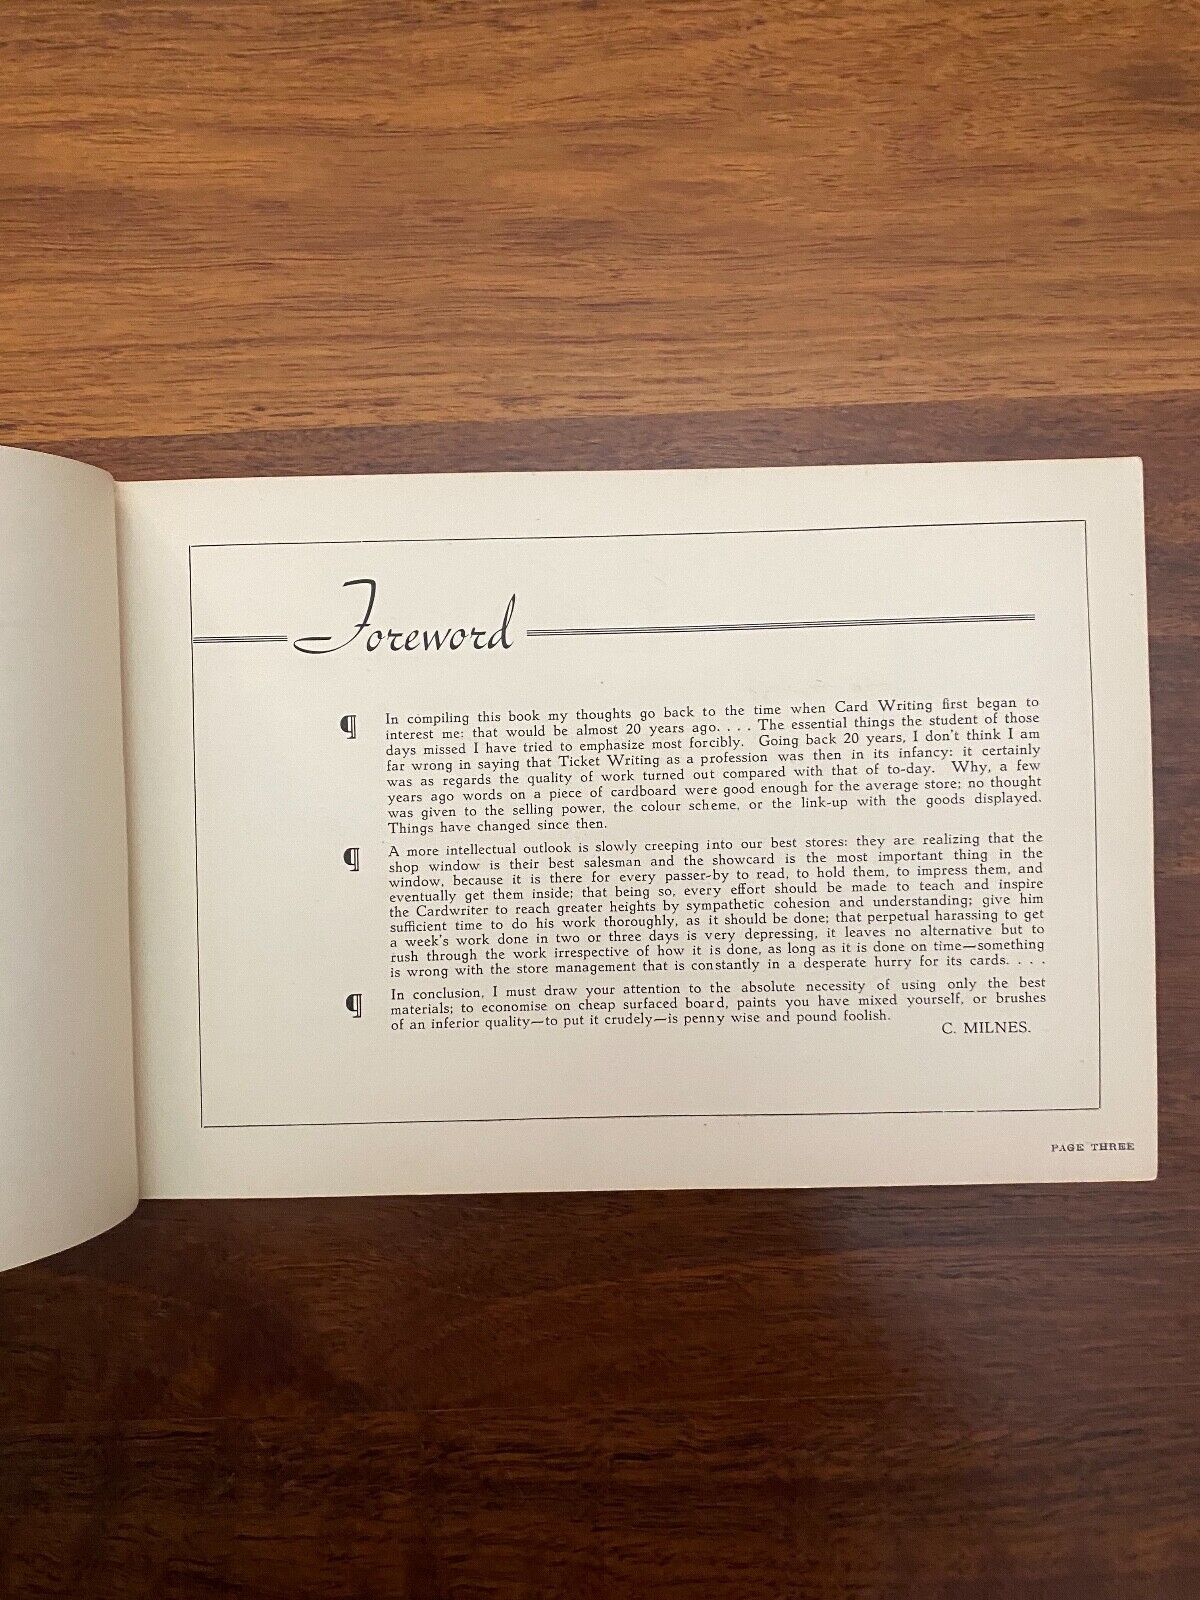 Foreword
¶ In compiling this book my thoughts go back to the time when Card Writing first began to
interest me: that would be almost 20 years ago. . . . The essential things the student of those
days missed I have tried to emphasize most forcibly. Going back 20 years, I don't think I am
far wrong in saying that Ticket Writing as a profession was then in its infancy: it certainly
was as regards the quality of work turned out compared with that of to-day. Why, a few
years ago words on a piece of cardboard were good enough for the average store; no thought
was given to the selling power, the colour scheme, or the link-up with the goods displayed.
Things have changed since then.
¶ A more intellectual outlook is slowly creeping into our best stores: they are realizing that the
shop window is their best salesman and the showcard is the most important thing in the
window, because it is there for every passer-by to read, to hold them, to impress them, and
eventually get them inside; that being so, every effort should be made to teach and inspire
the Cardwriter to reach greater heights by sympathetic cohesion and understanding; give him
sufficient time to do his work thoroughly, as it should be done; that perpetual harassing to get
a week's work done in two or three days is very depressing, it leaves no alternative but to
rush through the work irrespective of how it is done, as long as it is done on time—something
is wrong with the store management that is constantly in a desperate hurry for its cards. . . .
¶ In conclusion, I must draw your attention to the absolute necessity of using only the best
materials; to economise on cheap surfaced board, paints you have mixed yourself, or brushes
of an inferior quality—to put it crudely—is penny wise and pound foolish.
C. MILNES.
PAGE THREE